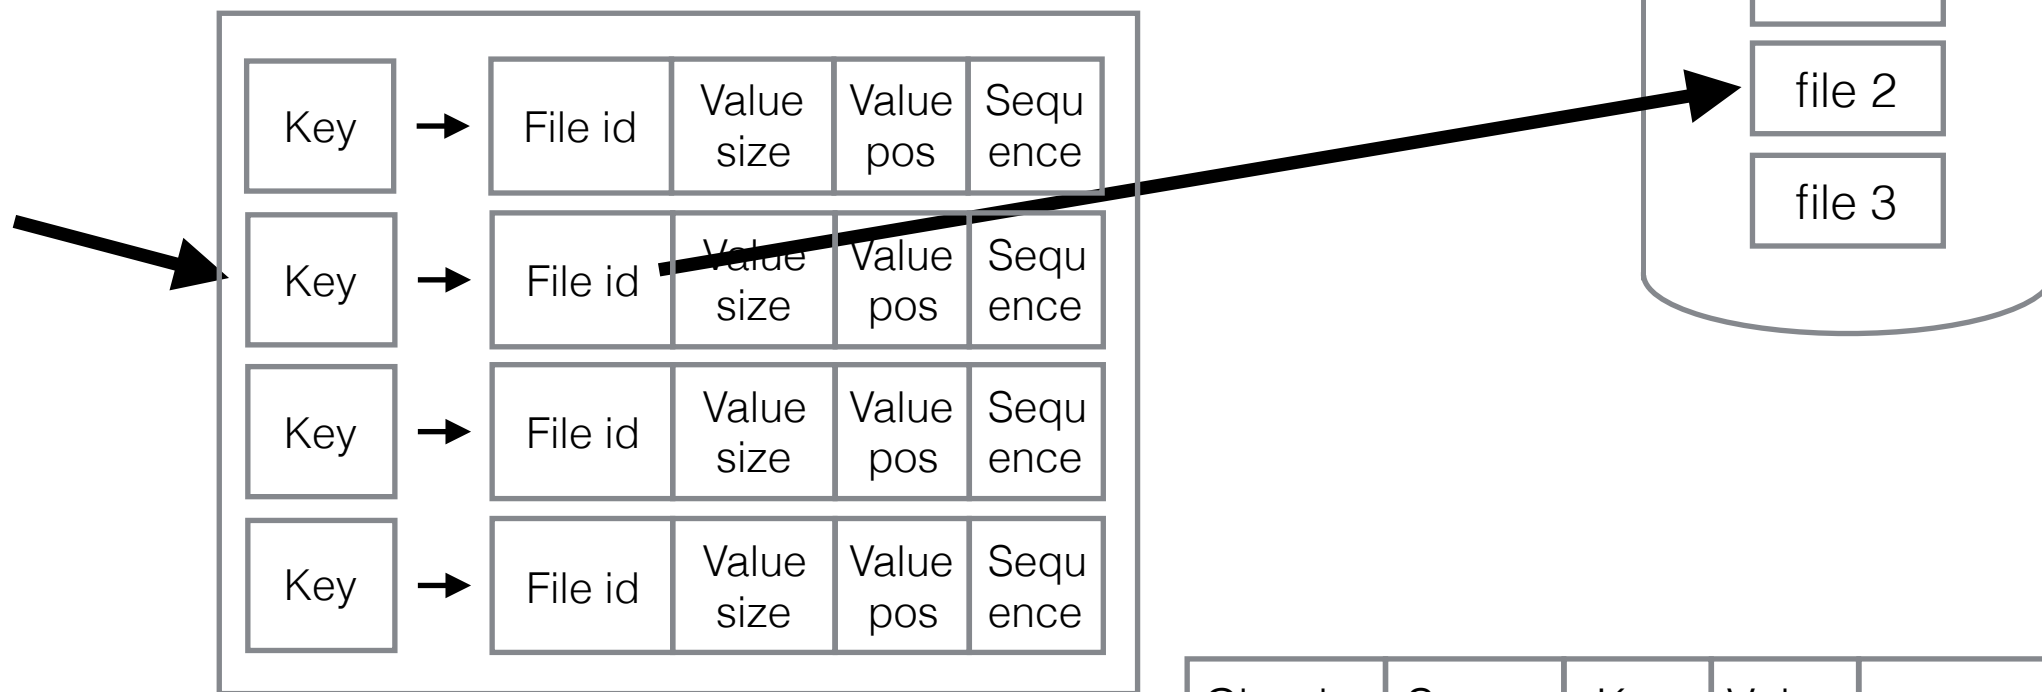 Key
File id
Value
size
Value
pos
Sequ
ence
Key
File id
Value
size
Value
pos
Sequ
ence
Key
File id
Value
size
Value
pos
Sequ
ence
Key
File id
Value
size
Value
pos
Sequ
ence
file 2
file 3